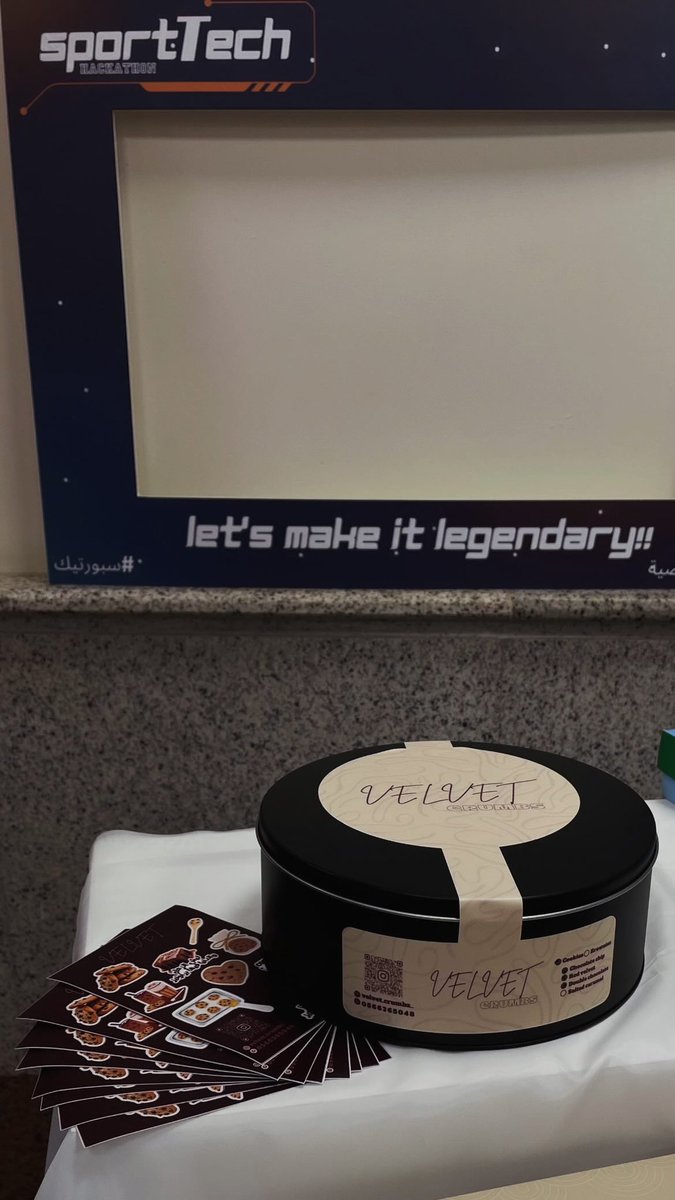 sportTech
HACKATHON
let's make it legendary!!
#سبورتيك
VELVET
CRUMBS
VELVET
VELVET
CRUMBS
velvet.crumbs_
0566365048
Cookies Brownies
Chocolate chip
Red velvet
Double chocolate
Salted caramel